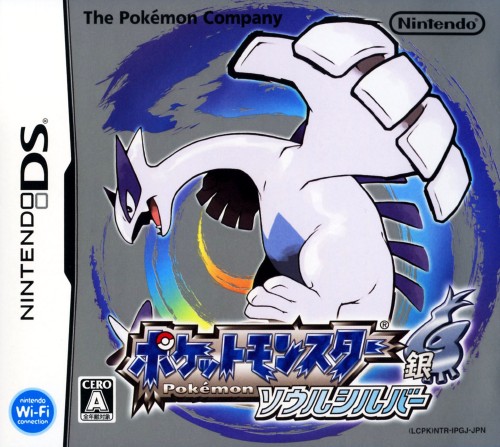 The Pokémon Company
Nintendo®
NINTENDO DS™
ポケットモンスター®
Pokémon
銀
ソウルシルバー
CERO
A
全年齢対象
nintendo
Wi-Fi
connection
(LCPK)NTR-IPGJ-JPN